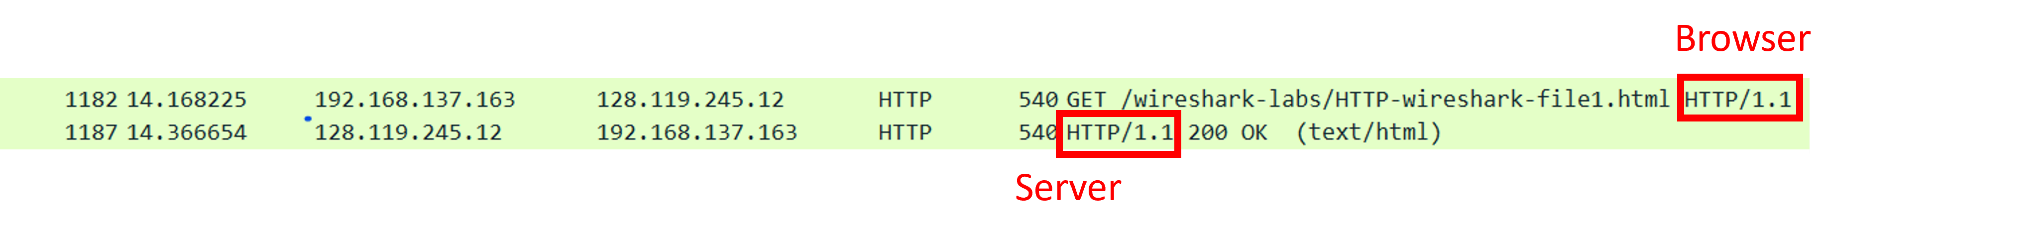 Browser
1182 14.168225 192.168.137.163 128.119.245.12 HTTP 540 GET /wireshark-labs/HTTP-wireshark-file1.html HTTP/1.1
1187 14.366654 128.119.245.12 192.168.137.163 HTTP 540 HTTP/1.1 200 OK (text/html)
Server